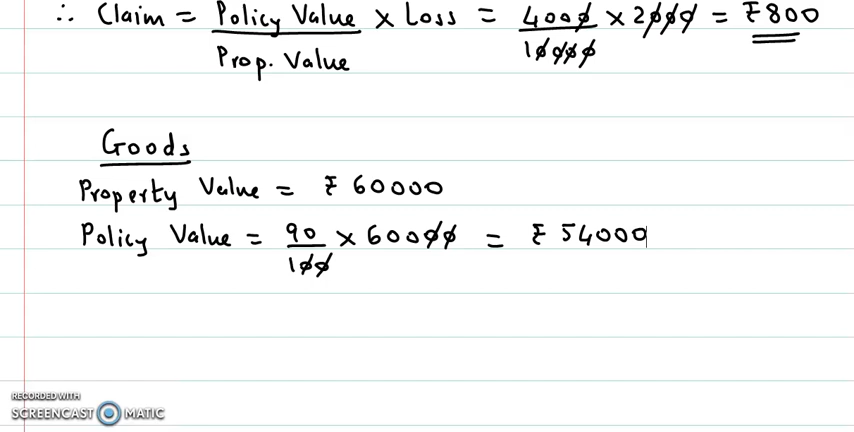 ∴ Claim = Policy Value / Prop. Value × Loss = 4000 / 10000 × 2000 = ₹800
Goods
Property Value = ₹ 60000
Policy Value = 90 / 100 × 60000 = ₹ 54000
RECORDED WITH
SCREENCAST MATIC